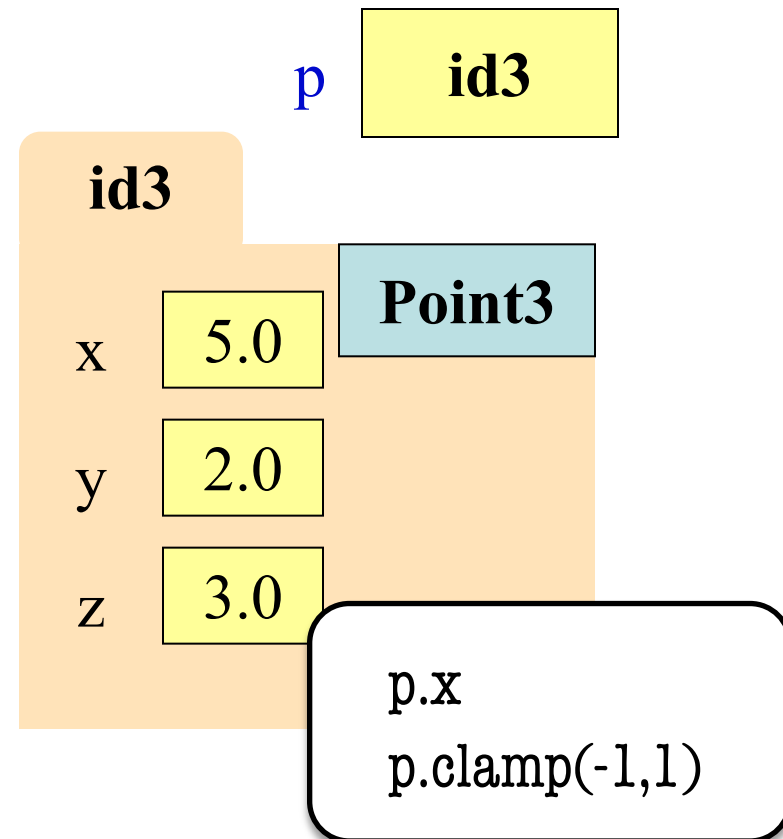 p id3
id3
Point3
x 5.0
y 2.0
z 3.0
p.x
p.clamp(-1,1)